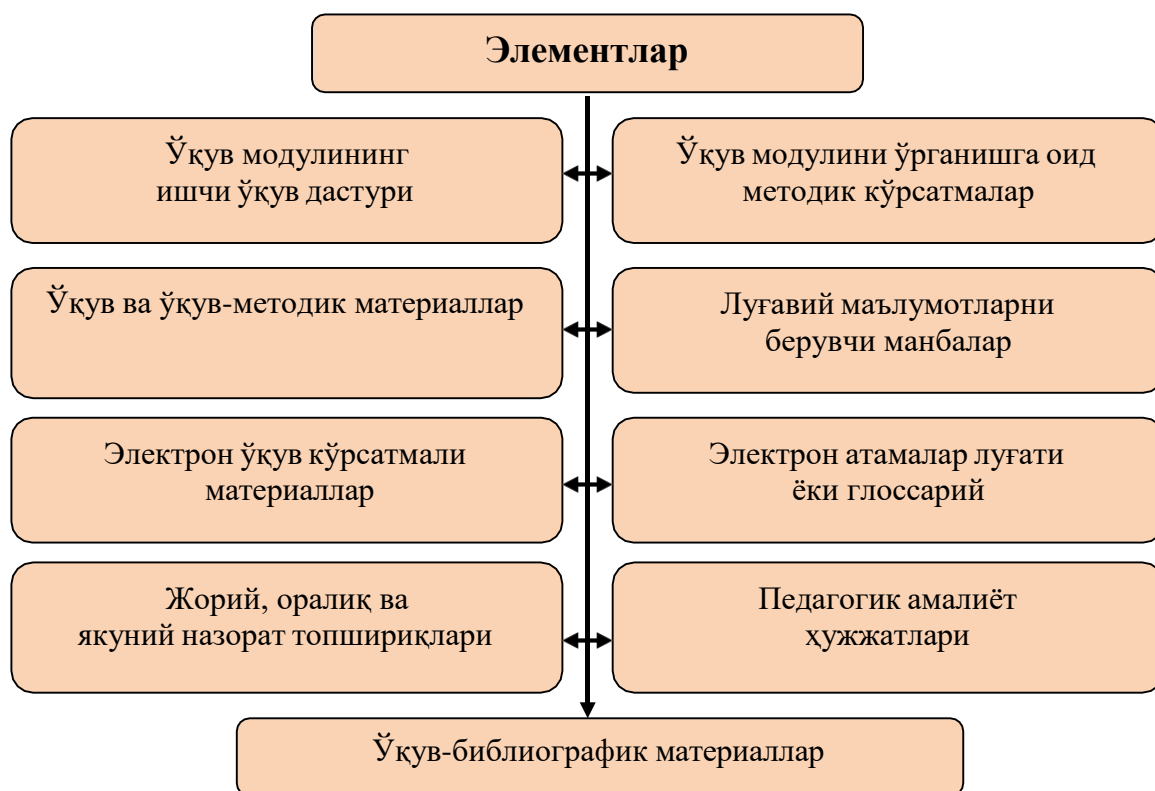 Элементлар
Ўқув модулининг
ишчи ўқув дастури
Ўқув модулини ўрганишга оид
методик кўрсатмалар
Ўқув ва ўқув-методик материаллар
Луғавий маълумотларни
берувчи манбалар
Электрон ўқув кўрсатмали
материаллар
Электрон атамалар луғати
ёки глоссарий
Жорий, оралиқ ва
якуний назорат топшириқлари
Педагогик амалиёт
ҳужжатлари
Ўқув-библиографик материаллар